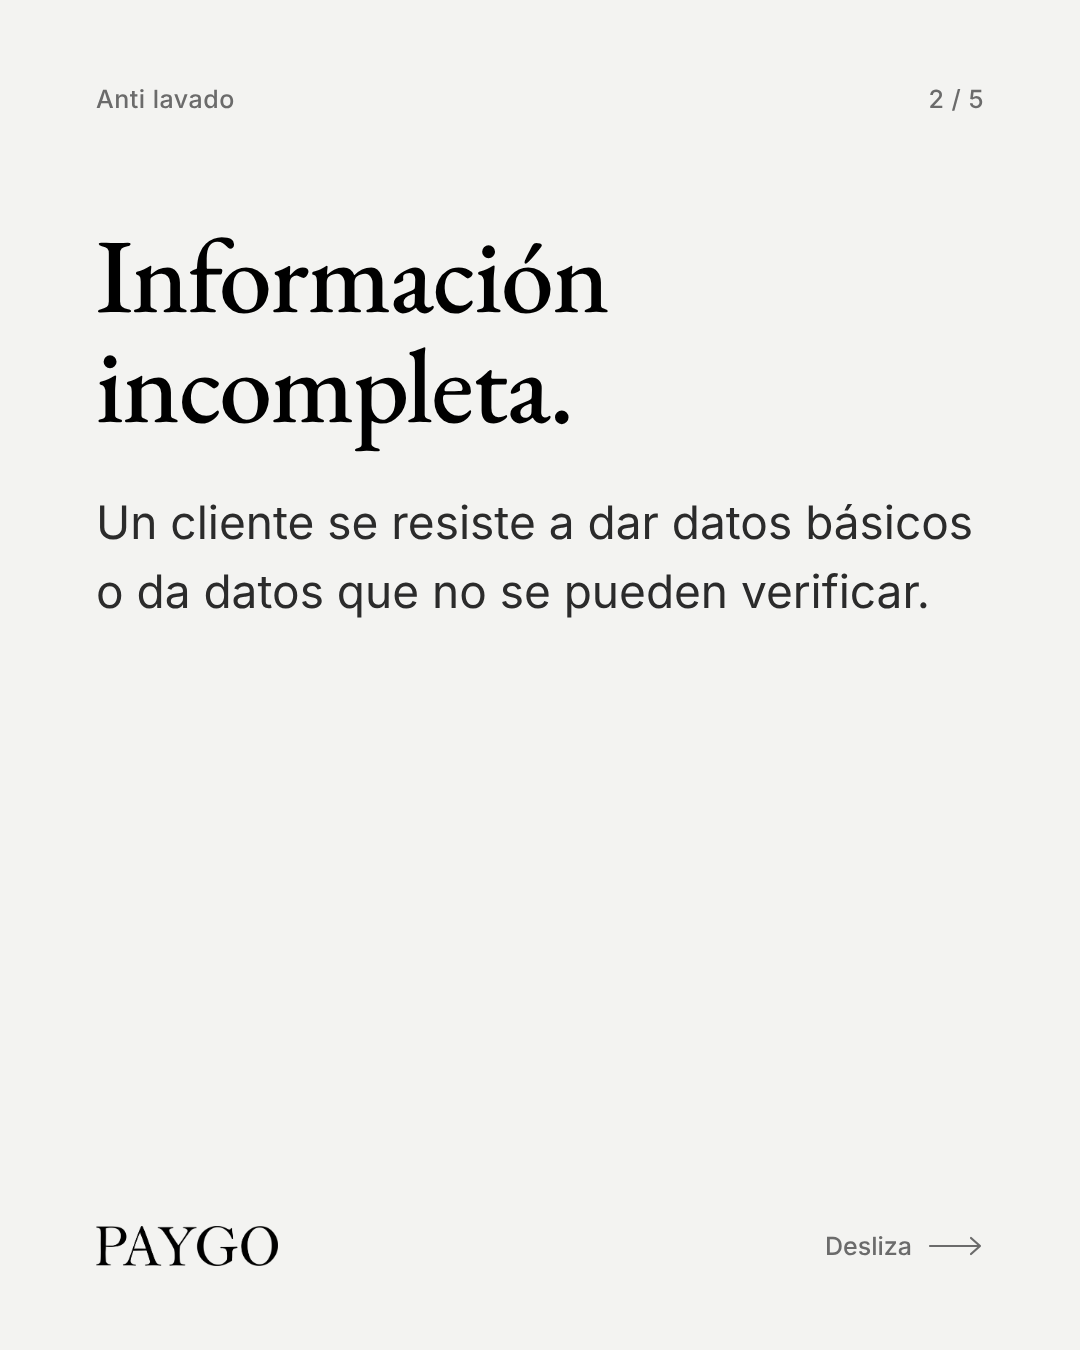 Anti lavado
2 / 5
Información
incompleta.
Un cliente se resiste a dar datos básicos
o da datos que no se pueden verificar.
PAYGO
Desliza